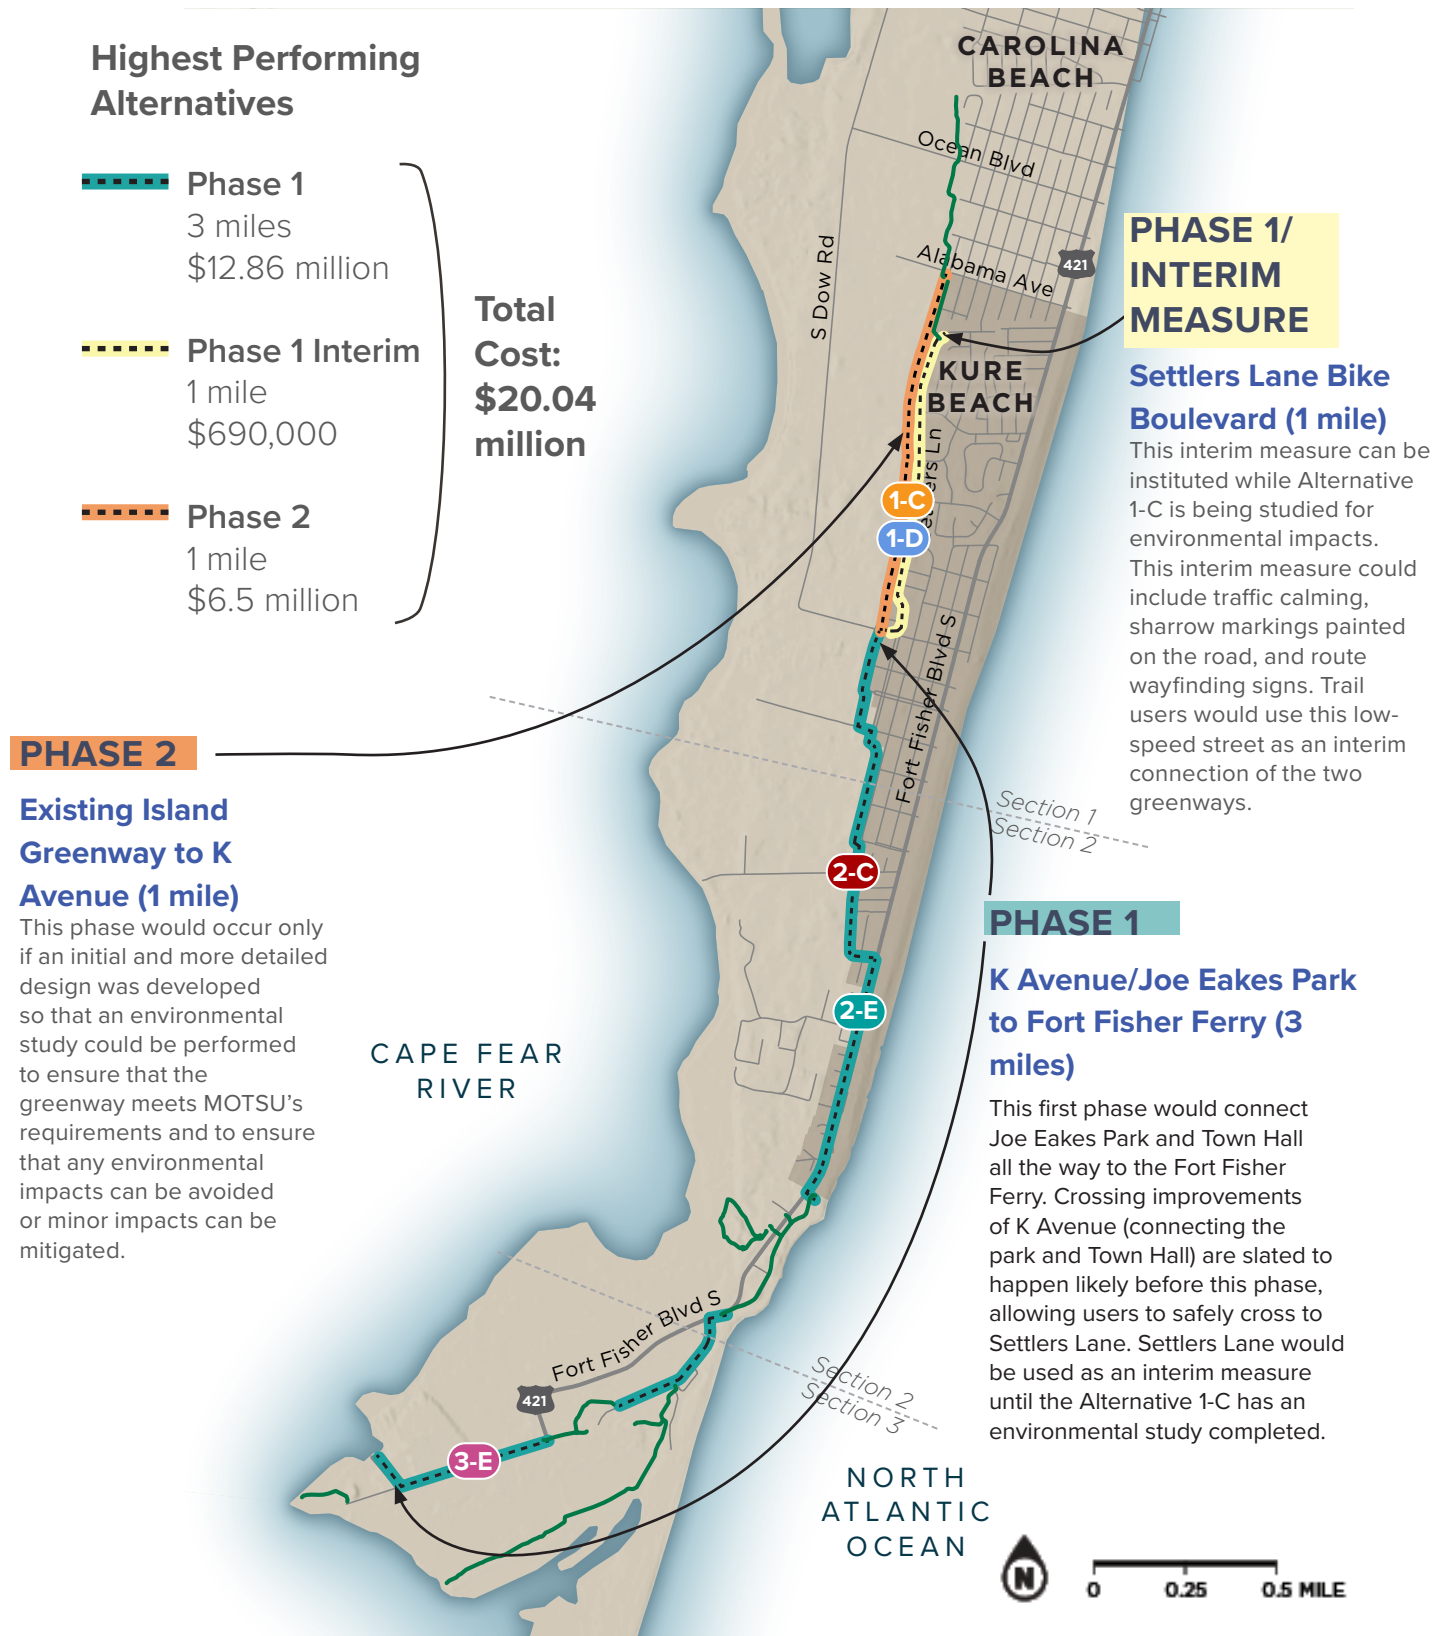 Highest Performing
Alternatives
Phase 1
3 miles
$12.86 million
Phase 1 Interim
1 mile
$690,000
Phase 2
1 mile
$6.5 million
Total
Cost:
$20.04
million
CAROLINA
BEACH
Ocean Blvd
S Dow Rd
Alabama Ave
421
KURE
BEACH
1-C
1-D
Fort Fisher Blvd S
PHASE 1/
INTERIM
MEASURE
Settlers Lane Bike
Boulevard (1 mile)
This interim measure can be
instituted while Alternative
1-C is being studied for
environmental impacts.
This interim measure could
include traffic calming,
sharrow markings painted
on the road, and route
wayfinding signs. Trail
users would use this low-
speed street as an interim
connection of the two
greenways.
PHASE 2
Existing Island
Greenway to K
Avenue (1 mile)
This phase would occur only
if an initial and more detailed
design was developed
so that an environmental
study could be performed
to ensure that the
greenway meets MOTSU's
requirements and to ensure
that any environmental
impacts can be avoided
or minor impacts can be
mitigated.
Section 1
Section 2
2-C
2-E
CAPE FEAR
RIVER
PHASE 1
K Avenue/Joe Eakes Park
to Fort Fisher Ferry (3
miles)
This first phase would connect
Joe Eakes Park and Town Hall
all the way to the Fort Fisher
Ferry. Crossing improvements
of K Avenue (connecting the
park and Town Hall) are slated to
happen likely before this phase,
allowing users to safely cross to
Settlers Lane. Settlers Lane would
be used as an interim measure
until the Alternative 1-C has an
environmental study completed.
Fort Fisher Blvd S
421
Section 2
Section 3
3-E
NORTH
ATLANTIC
OCEAN
N
0 0.25 0.5 MILE